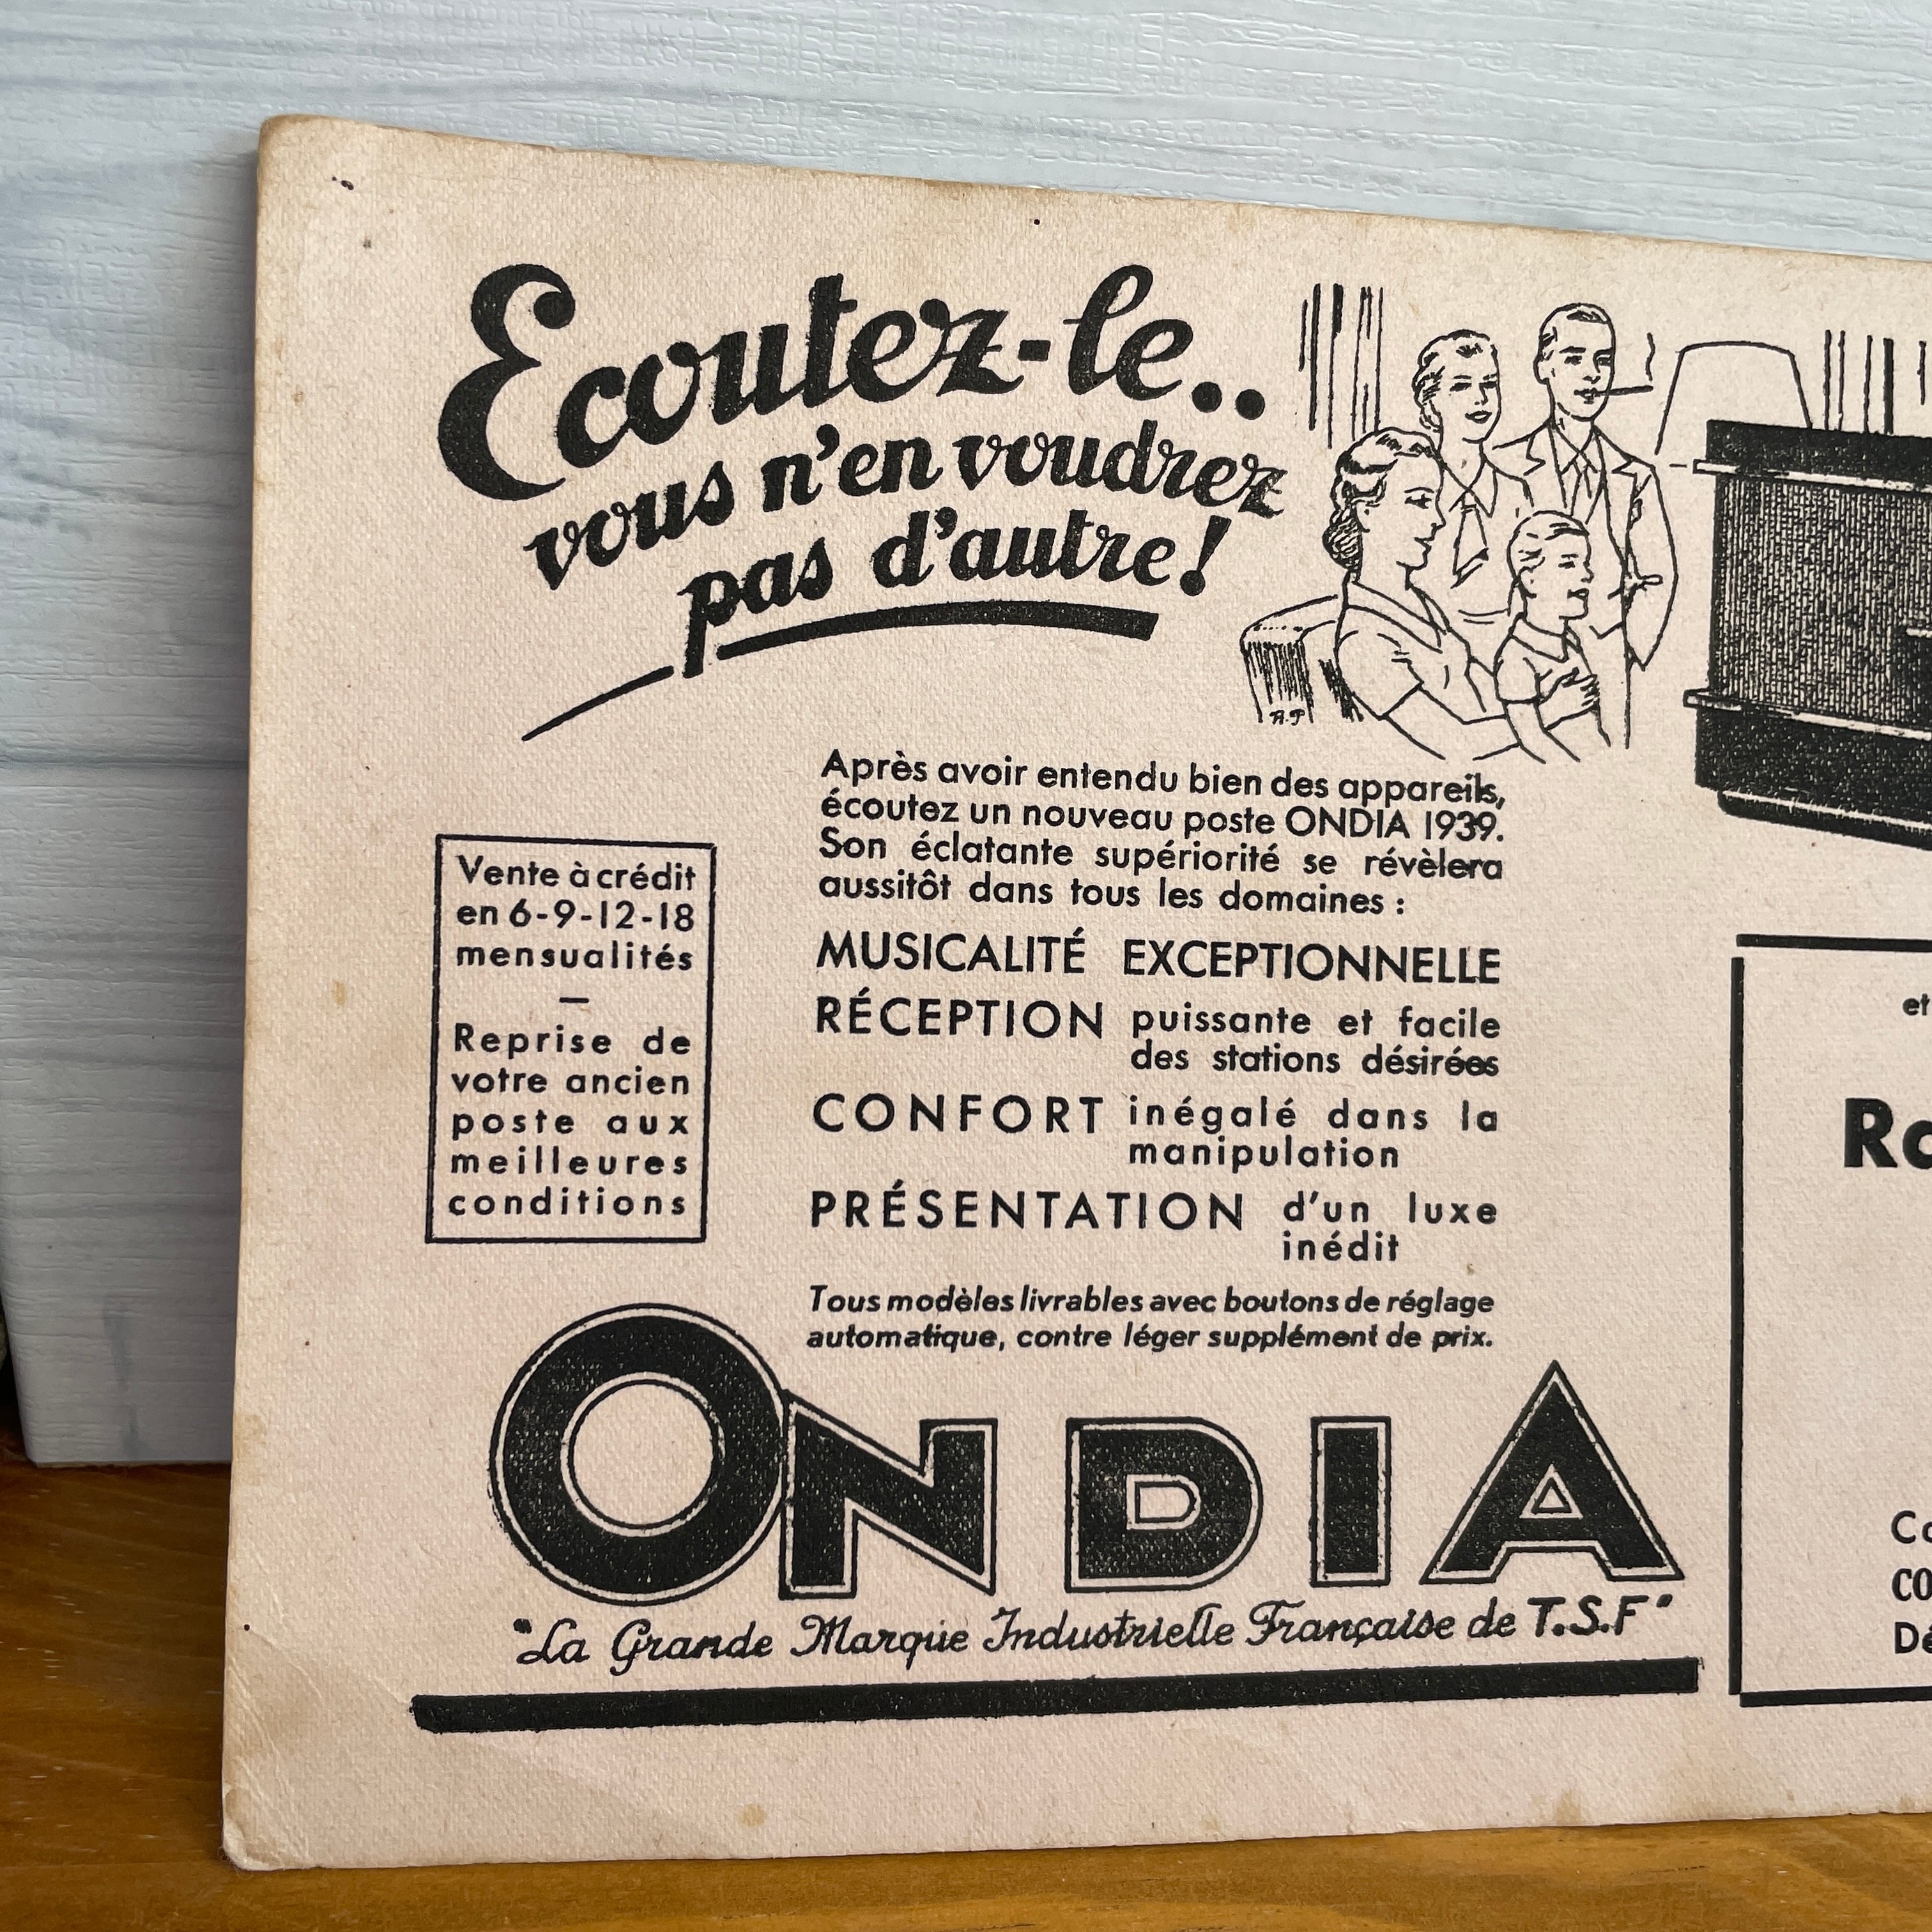 Ecoutez-le..
vous n'en voudrez
pas d'autre!
A.P
Après avoir entendu bien des appareils,
écoutez un nouveau poste ONDIA 1939.
Son éclatante supériorité se révèlera
aussitôt dans tous les domaines :
MUSICALITÉ EXCEPTIONNELLE
RÉCEPTION puissante et facile
des stations désirées
CONFORT inégalé dans la
manipulation
PRÉSENTATION d'un luxe
inédit
Tous modèles livrables avec boutons de réglage
automatique, contre léger supplément de prix.
Vente à crédit
en 6-9-12-18
mensualités
—
Reprise de
votre ancien
poste aux
meilleures
conditions
ONDIA
"La Grande Marque Industrielle Française de T.S.F"
et